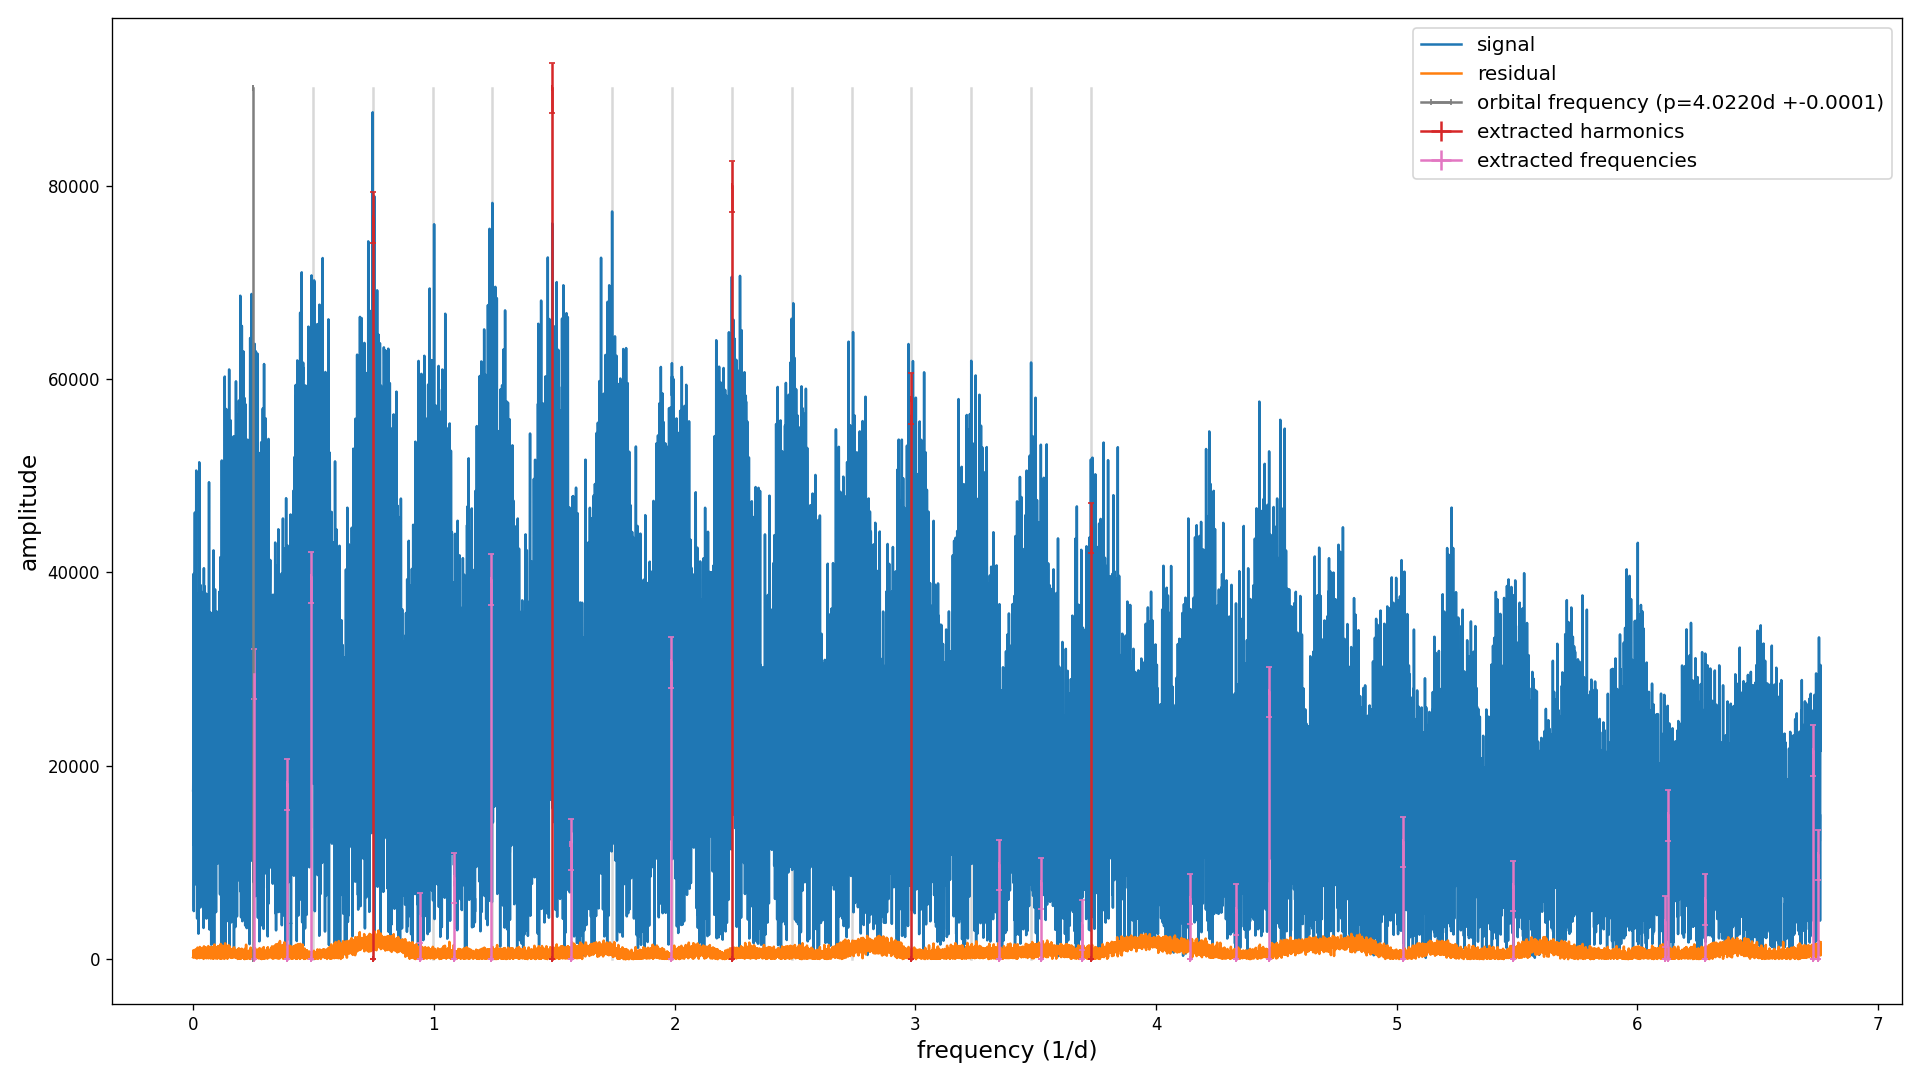 signal
residual
orbital frequency (p=4.0220d +-0.0001)
extracted harmonics
extracted frequencies
amplitude
80000
60000
40000
20000
0
0 1 2 3 4 5 6 7
frequency (1/d)